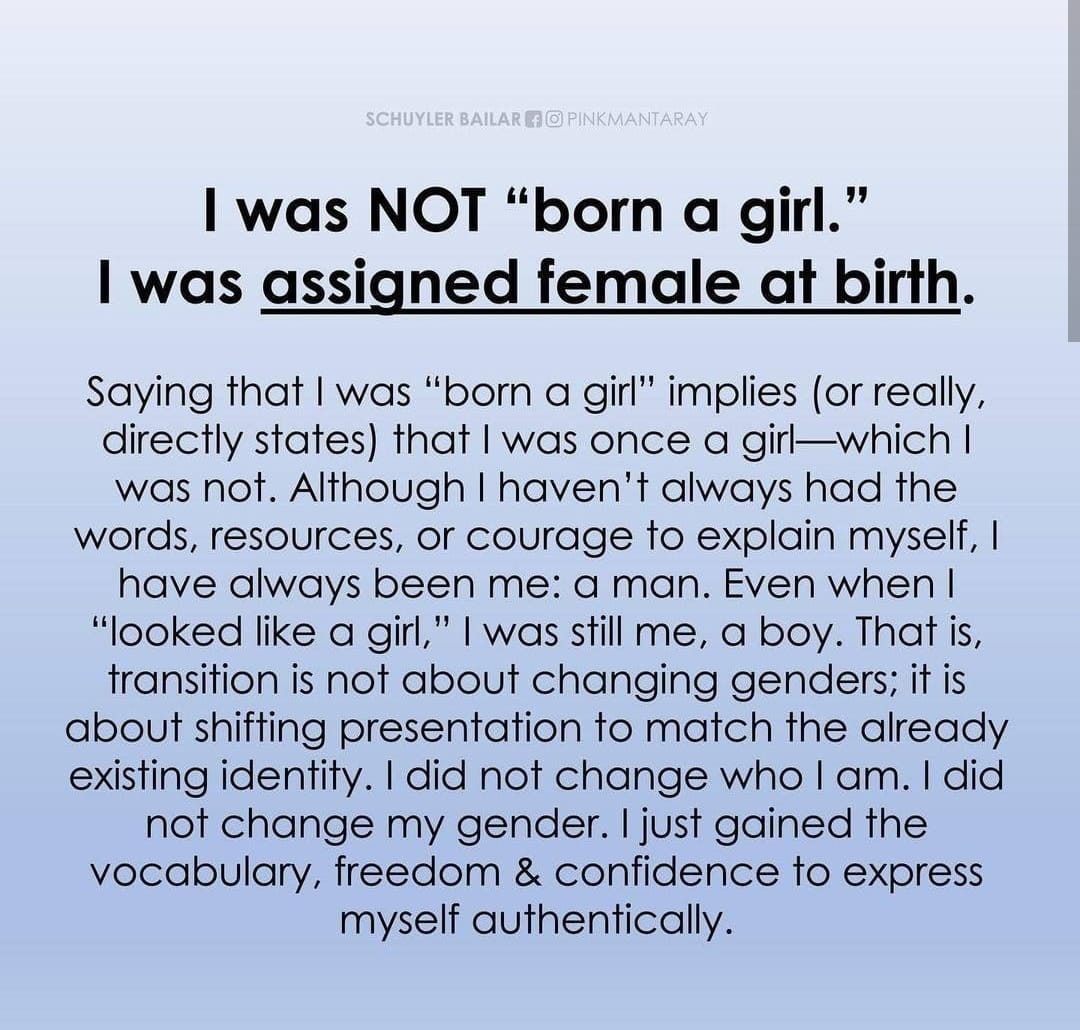 SCHUYLER BAILAR PINKMANTARAY
I was NOT “born a girl.”
I was assigned female at birth.
Saying that I was “born a girl” implies (or really,
directly states) that I was once a girl—which I
was not. Although I haven’t always had the
words, resources, or courage to explain myself, I
have always been me: a man. Even when I
“looked like a girl,” I was still me, a boy. That is,
transition is not about changing genders; it is
about shifting presentation to match the already
existing identity. I did not change who I am. I did
not change my gender. I just gained the
vocabulary, freedom & confidence to express
myself authentically.